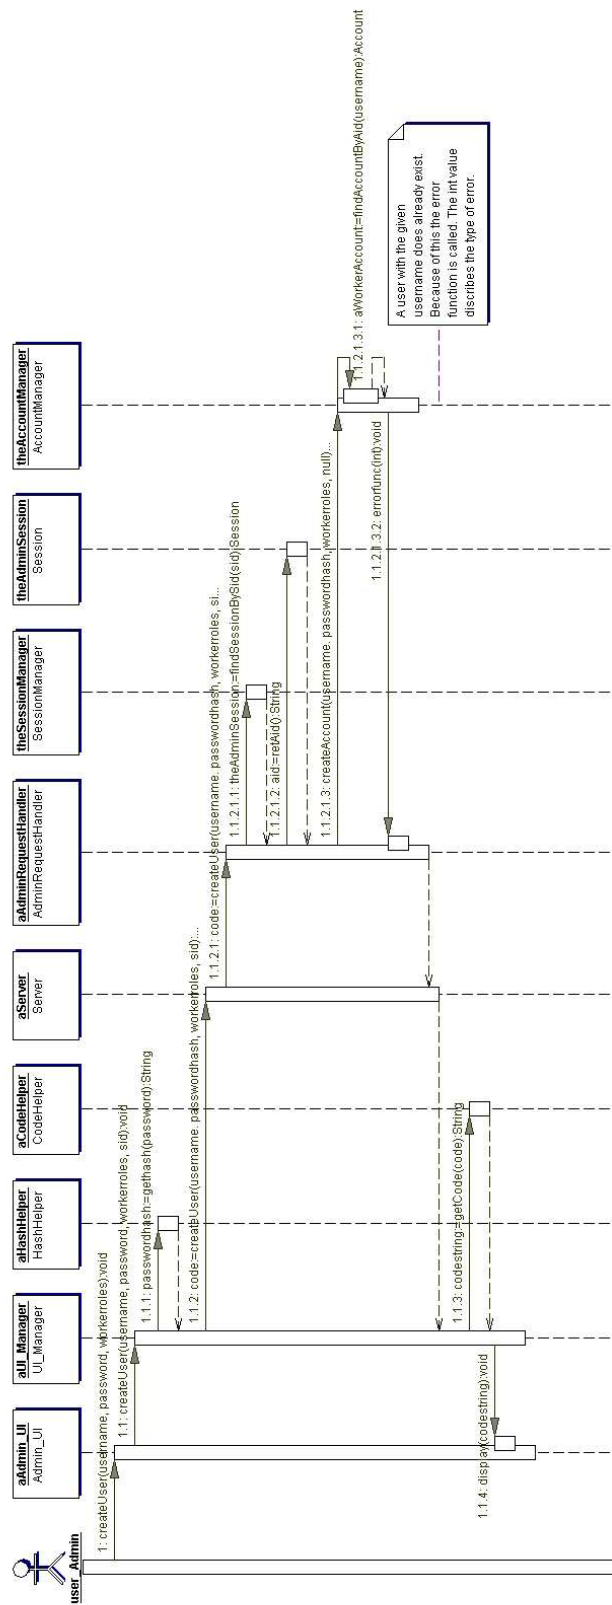 user_Admin
aAdmin_UI
Admin_UI
aUI_Manager
UI_Manager
aHashHelper
HashHelper
aCodeHelper
CodeHelper
aServer
Server
aAdminRequestHandler
AdminRequestHandler
theSessionManager
SessionManager
theAdminSession
Session
theAccountManager
AccountManager
1: createUser(username, password, workerroles):void
1.1: createUser(username, password, workerroles, sid):void
1.1.1: passwordhash:=gethash(password):String
1.1.2: code:=createUser(username. passwordhash, workerroles, sid):...
1.1.2.1: code:=createUser(username. passwordhash, workerroles, si...
1.1.2.1.1: theAdminSession:=findSessionBySid(sid):Session
1.1.2.1.2: aid:=retAid():String
1.1.2.1.3: createAccount(username. passwordhash, workerroles, null)...
1.1.2.1.3.1: aWorkerAccount:=findAccountByAid(username):Account
1.1.2.1.3.2: errorfunc(int):void
A user with the given
username does already exist.
Because of this the error
function is called. The int value
discribes the type of error.
1.1.3: codestring:=getCode(code):String
1.1.4: display(codestring):void